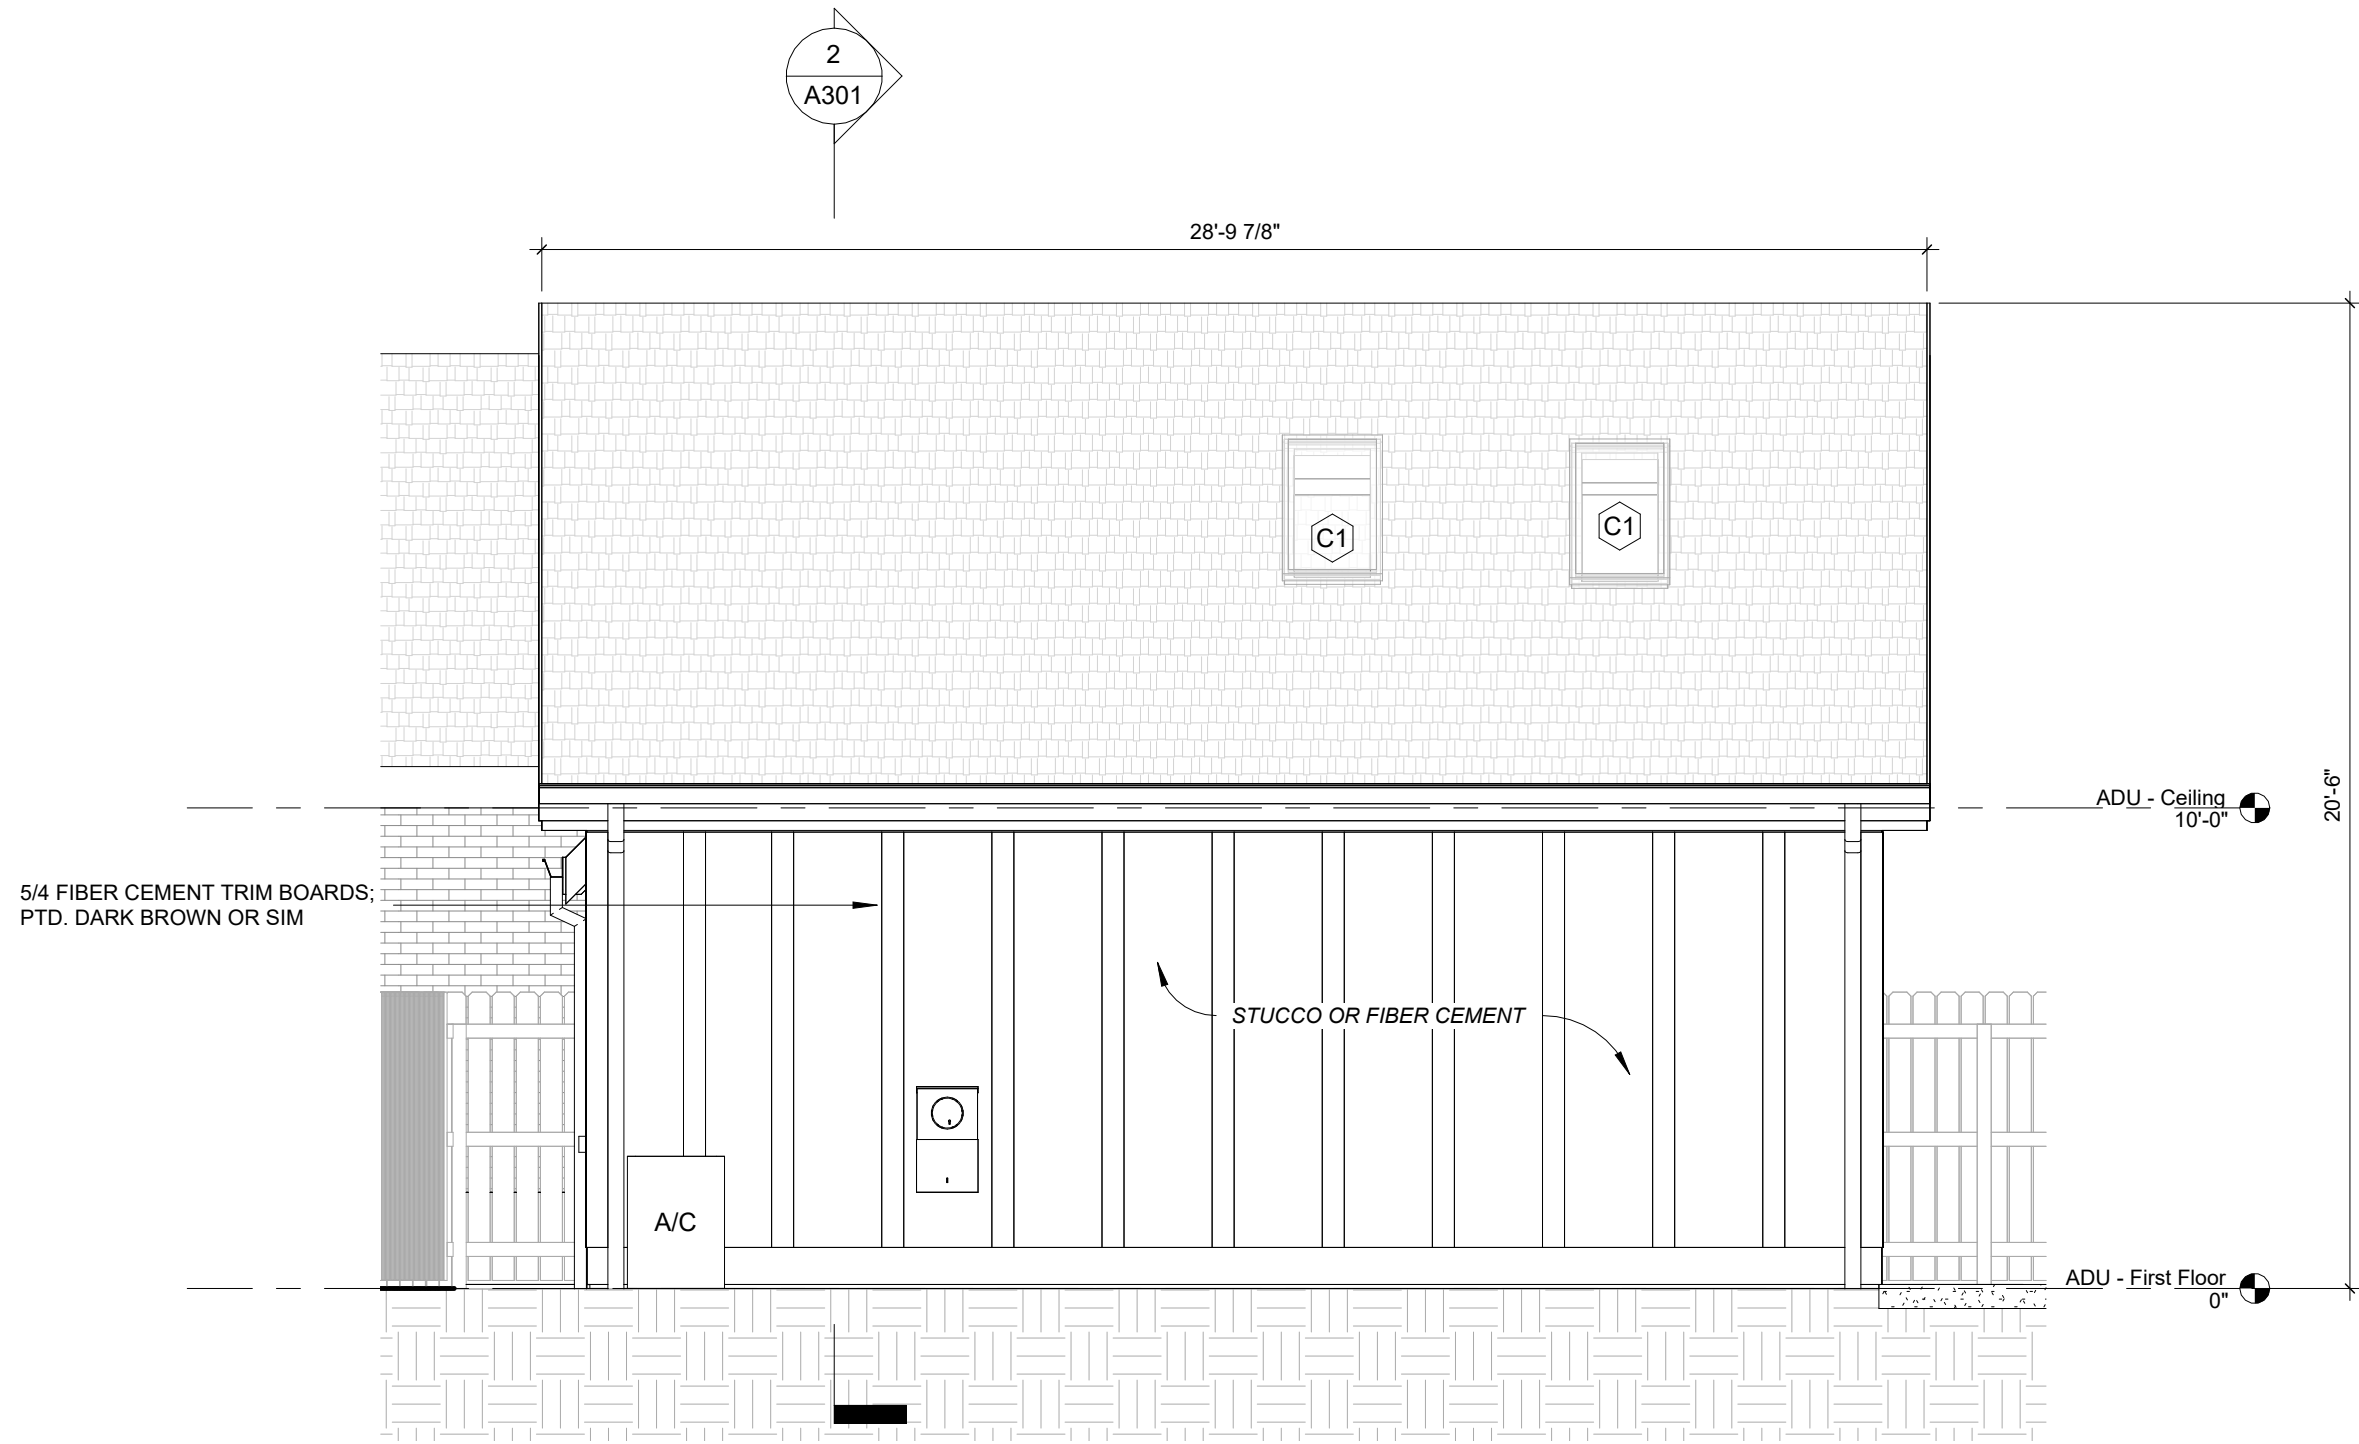 2
A301
28'-9 7/8"
C1
C1
ADU - Ceiling
10'-0"
20'-6"
5/4 FIBER CEMENT TRIM BOARDS;
PTD. DARK BROWN OR SIM
STUCCO OR FIBER CEMENT
A/C
ADU - First Floor
0"